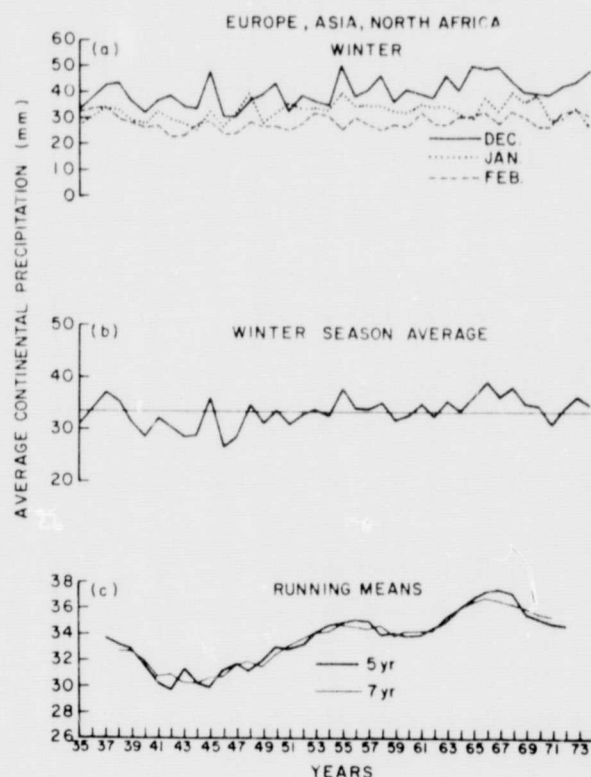 EUROPE, ASIA, NORTH AFRICA
WINTER
AVERAGE CONTINENTAL PRECIPITATION (mm)
(a)
60
50
40
30
20
10
0
DEC.
JAN.
FEB.
(b)
WINTER SEASON AVERAGE
50
40
30
20
(c)
RUNNING MEANS
38
36
34
32
30
28
26
5 yr
7 yr
35 37 39 41 43 45 47 49 51 53 55 57 59 61 63 65 67 69 71 73
YEARS